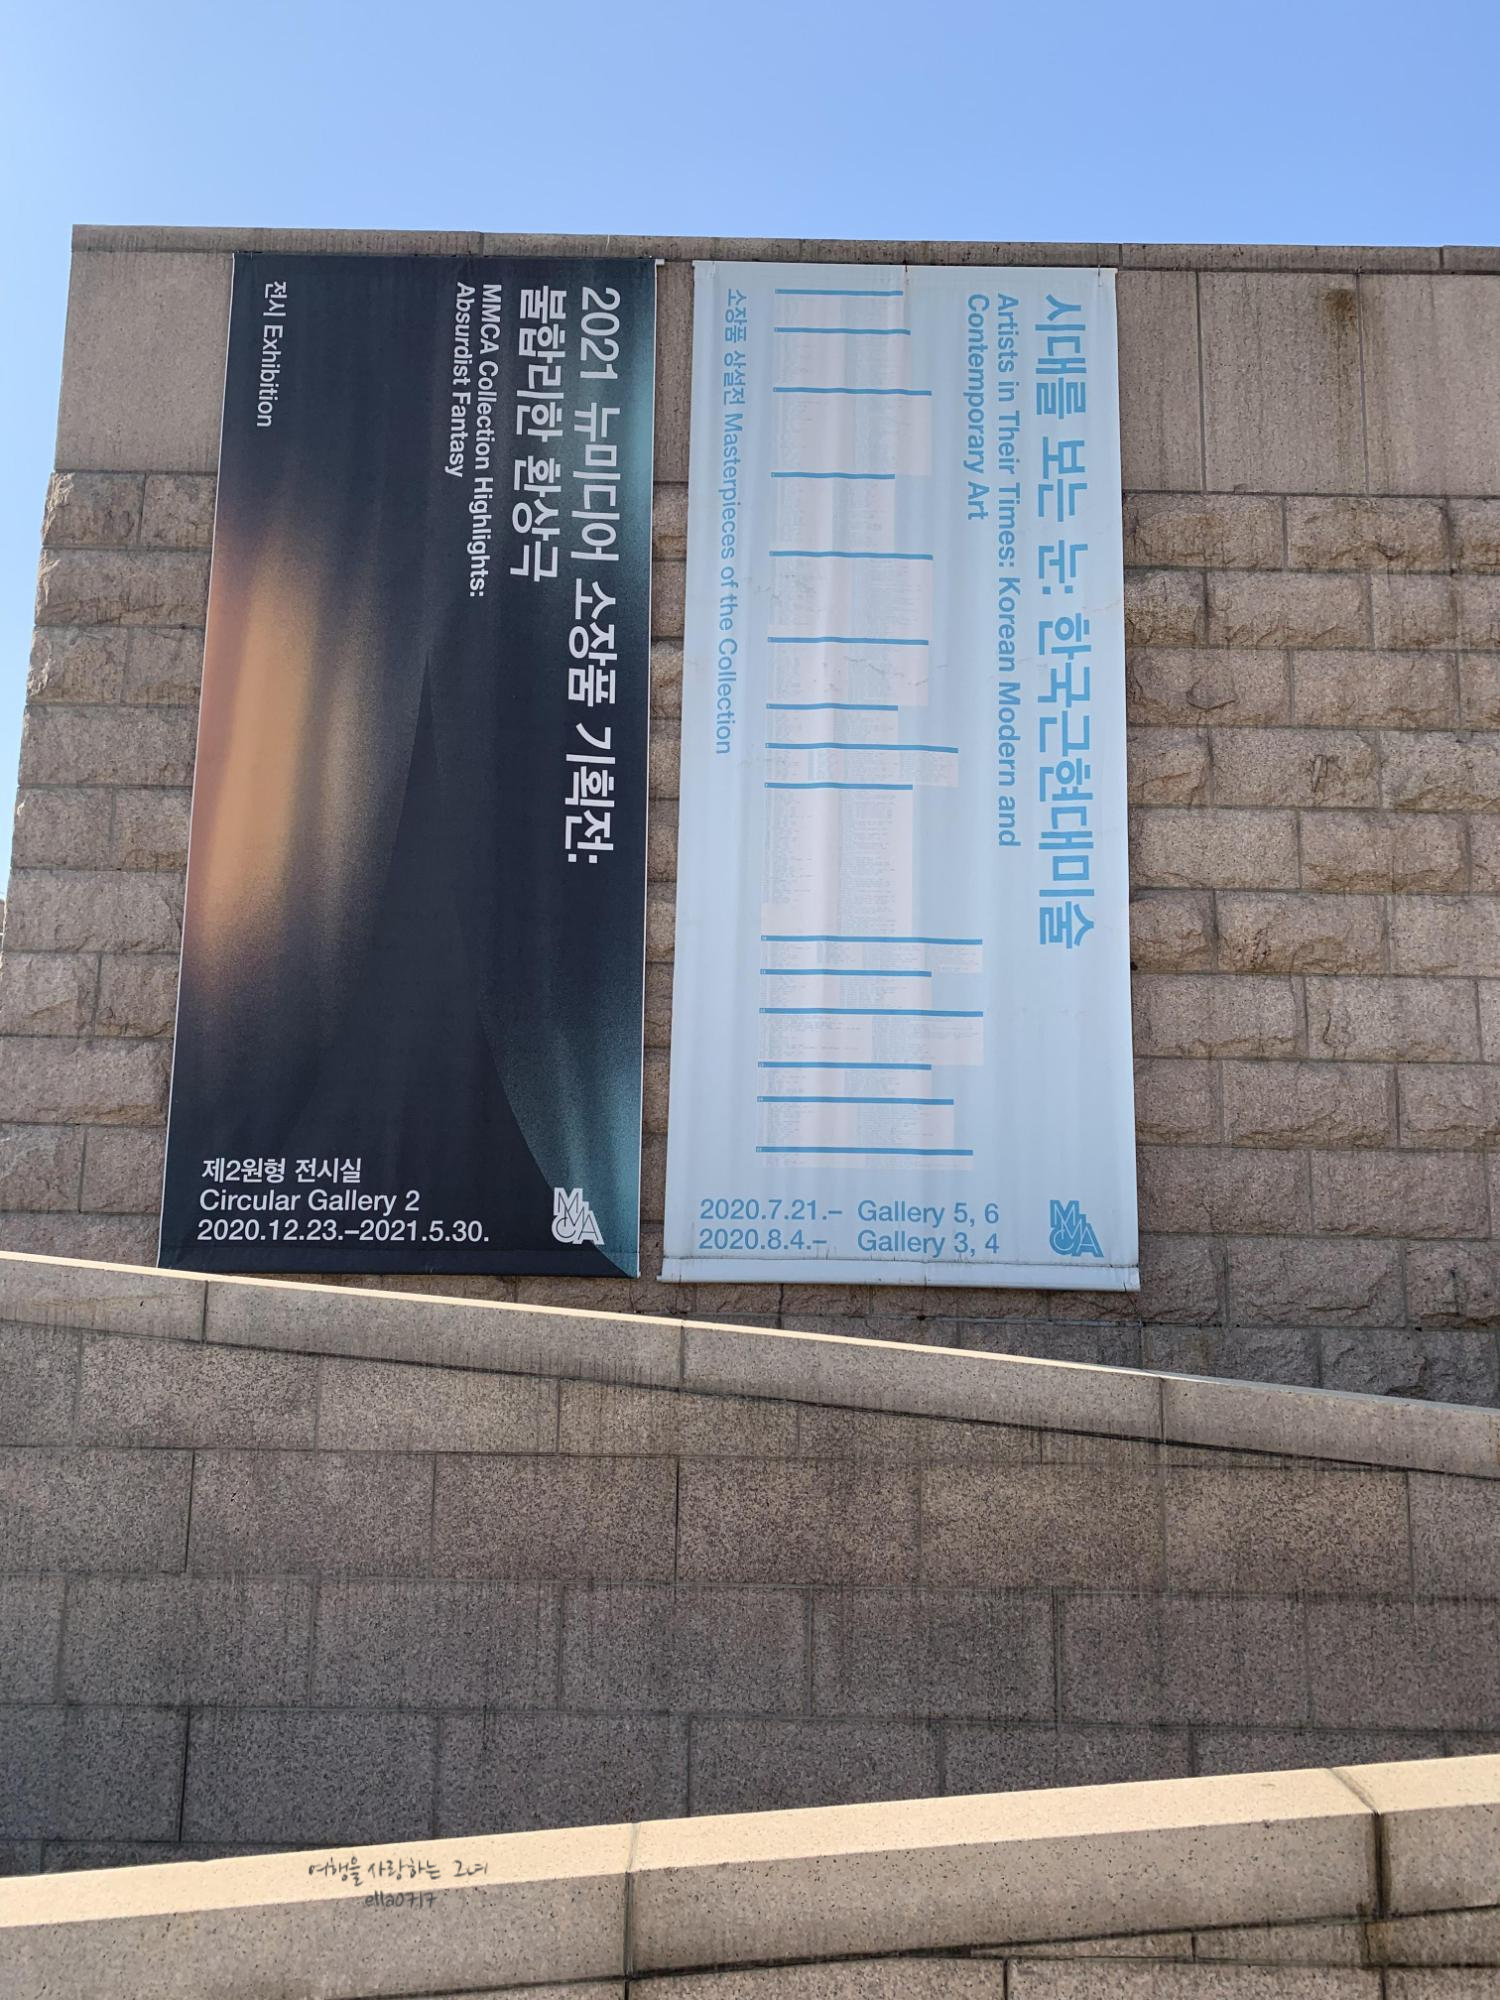 2021 뉴미디어 소장품 기획전:
불합리한 환상극
MMCA Collection Highlights:
Absurdist Fantasy
전시 Exhibition
제2원형 전시실
Circular Gallery 2
2020.12.23.–2021.5.30.
MMCA
시대를 보는 눈: 한국근현대미술
Artists in Their Times: Korean Modern and
Contemporary Art
소장품 상설전 Masterpieces of the Collection
2020.7.21.– Gallery 5, 6
2020.8.4.– Gallery 3, 4
MMCA
여행을 사랑하는 그녀
ella0717